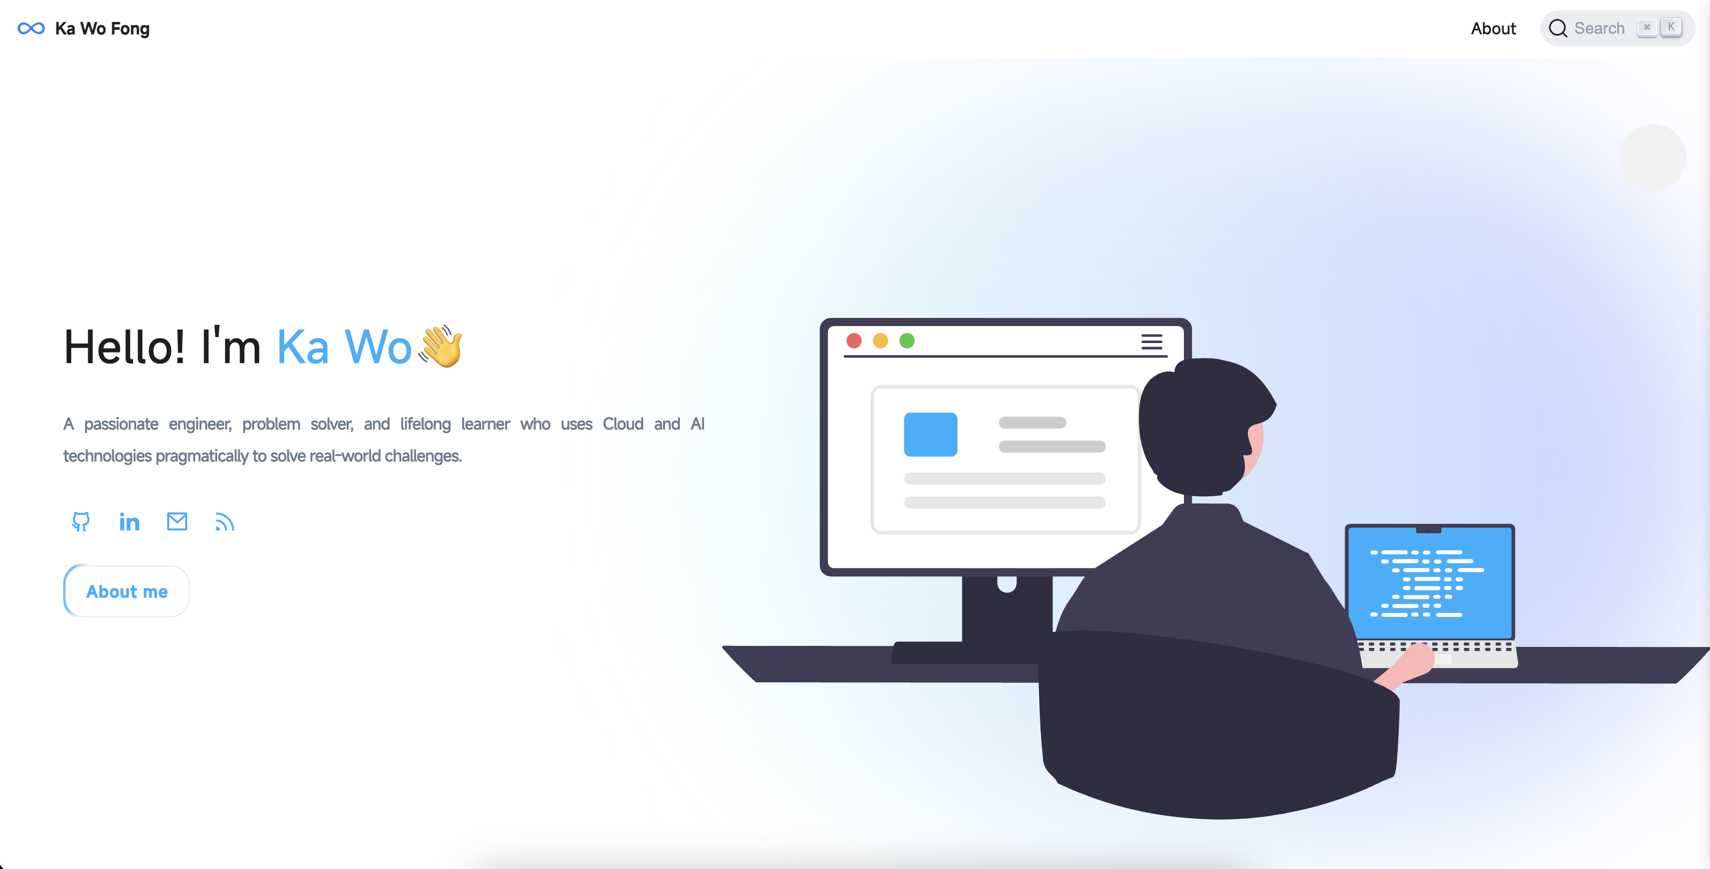 Ka Wo Fong
About
Search ⌘ K
Hello! I'm Ka Wo👋
A passionate engineer, problem solver, and lifelong learner who uses Cloud and AI
technologies pragmatically to solve real-world challenges.
in
About me